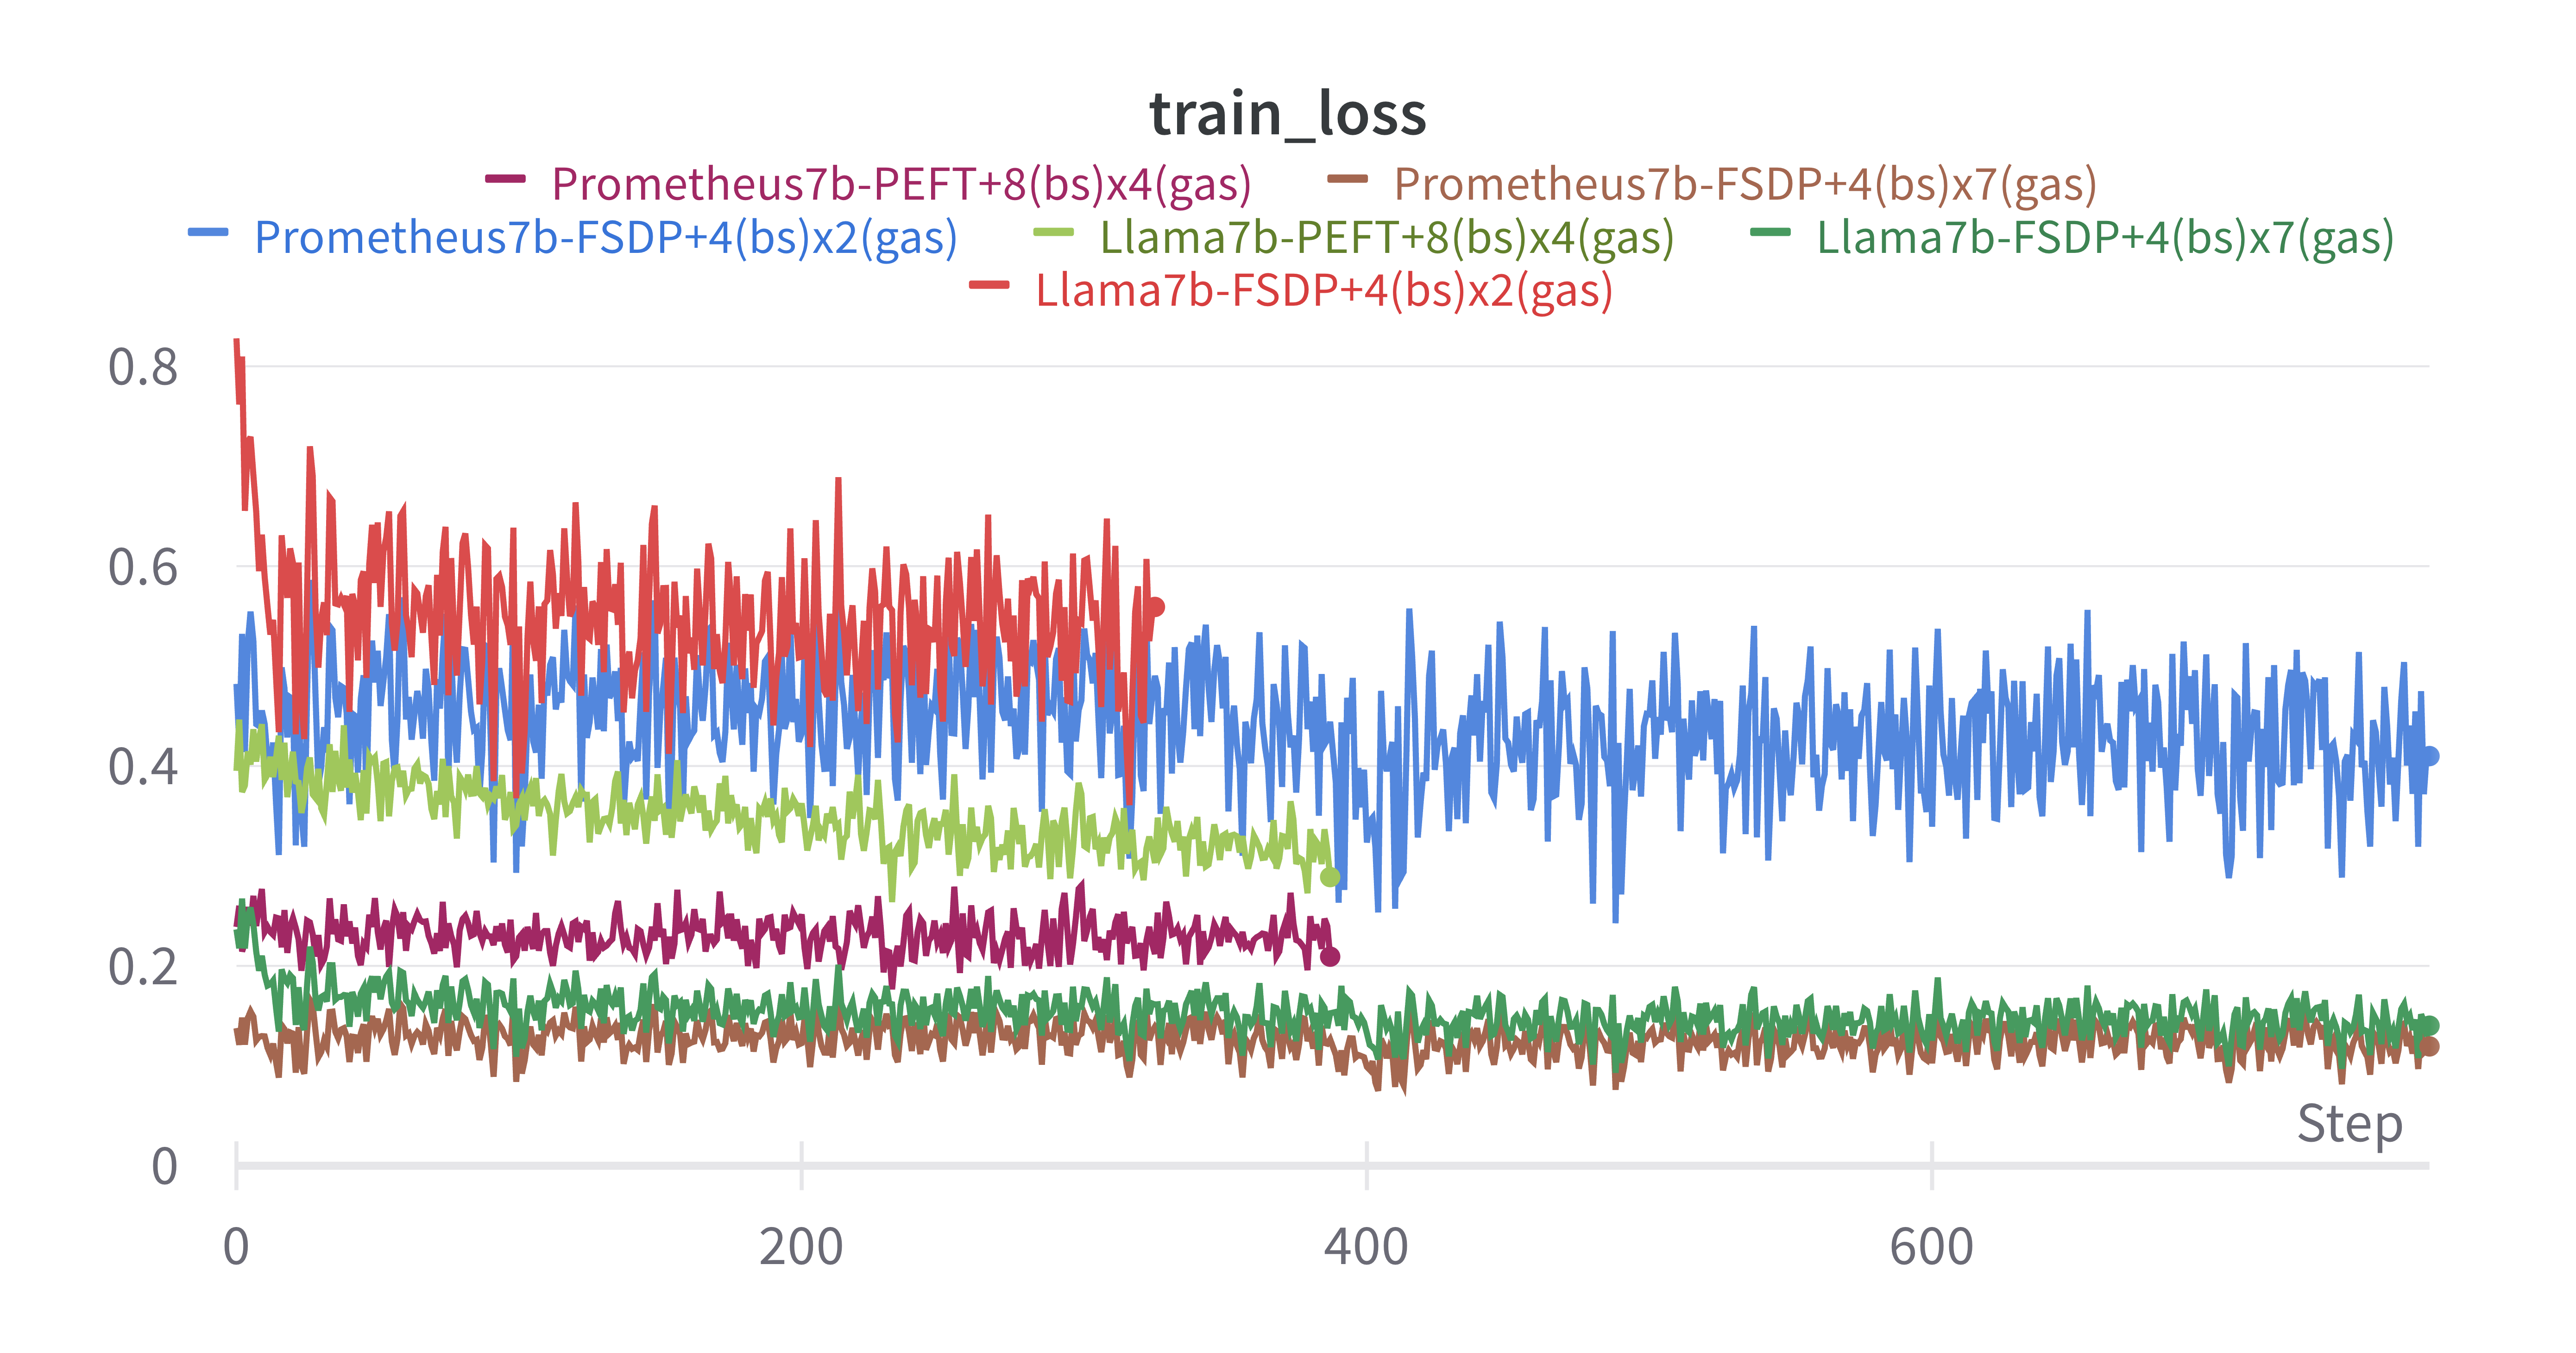 train_loss
Prometheus7b-PEFT+8(bs)x4(gas) Prometheus7b-FSDP+4(bs)x7(gas)
Prometheus7b-FSDP+4(bs)x2(gas) Llama7b-PEFT+8(bs)x4(gas) Llama7b-FSDP+4(bs)x7(gas)
Llama7b-FSDP+4(bs)x2(gas)
0.8
0.6
0.4
0.2
Step
0
0 200 400 600